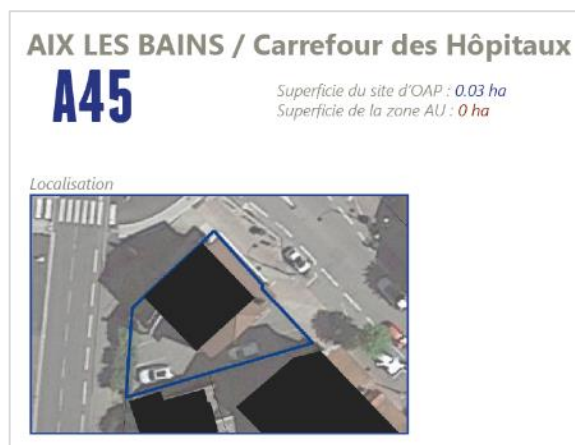 AIX LES BAINS / Carrefour des Hôpitaux
A45
Superficie du site d'OAP : 0.03 ha
Superficie de la zone AU : 0 ha
Localisation